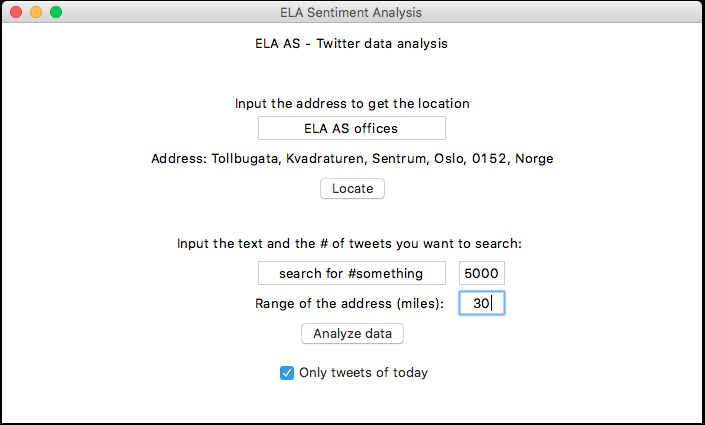 ELA Sentiment Analysis
ELA AS - Twitter data analysis
Input the address to get the location
ELA AS offices
Address: Tollbugata, Kvadraturen, Sentrum, Oslo, 0152, Norge
Locate
Input the text and the # of tweets you want to search:
search for #something 5000
Range of the address (miles): 30
Analyze data
Only tweets of today